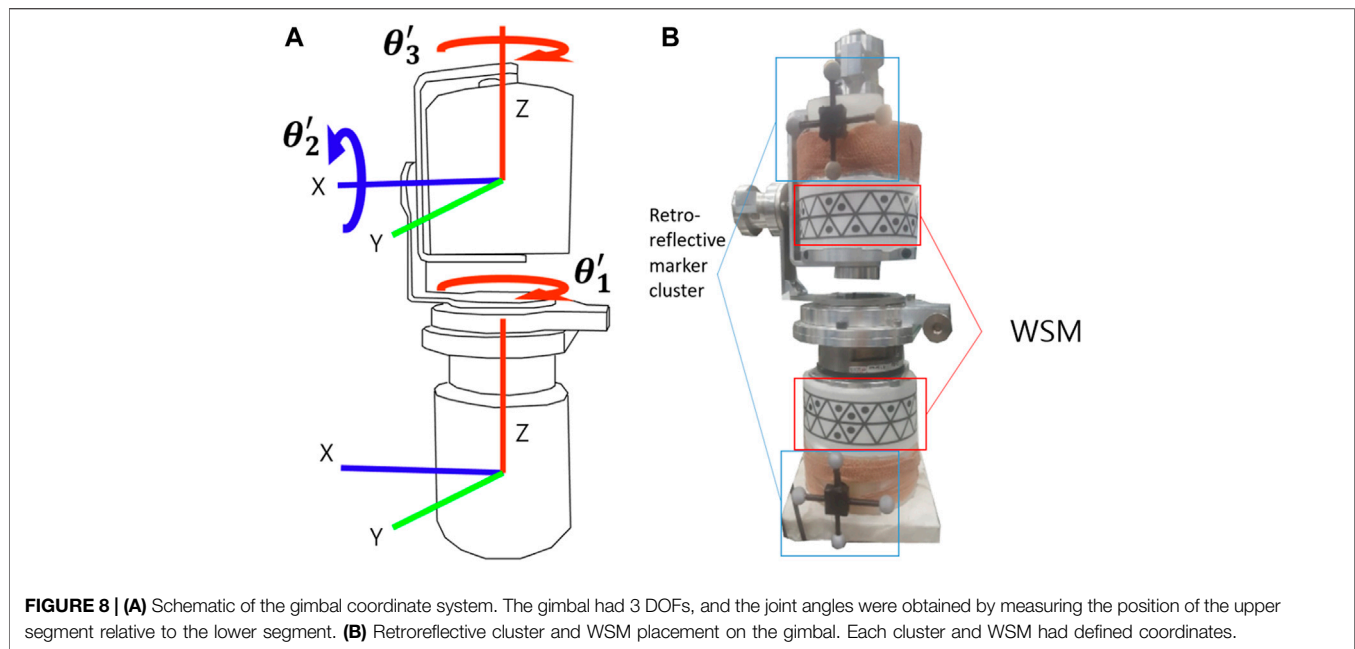 A
B
θ′3
Z
θ′2
X
Y
θ′1
Z
X
Y
Retro-
reflective
marker
cluster
WSM
FIGURE 8 | (A) Schematic of the gimbal coordinate system. The gimbal had 3 DOFs, and the joint angles were obtained by measuring the position of the upper
segment relative to the lower segment. (B) Retroreflective cluster and WSM placement on the gimbal. Each cluster and WSM had defined coordinates.